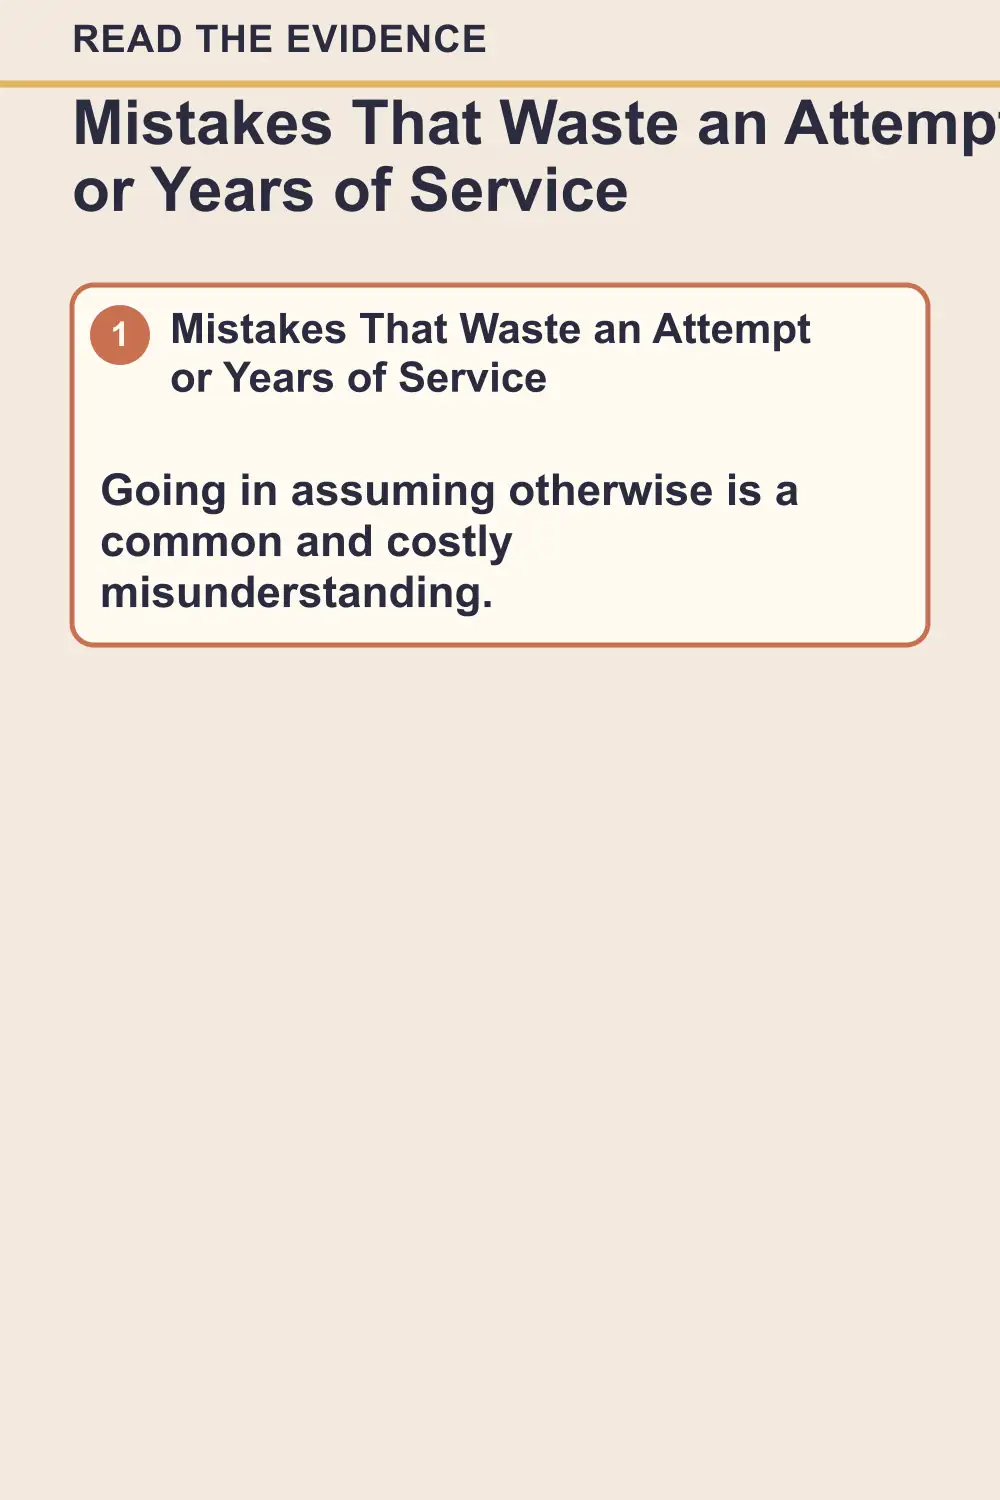 READ THE EVIDENCE
Mistakes That Waste an Attempt
or Years of Service
1
Mistakes That Waste an Attempt
or Years of Service
Going in assuming otherwise is a
common and costly
misunderstanding.